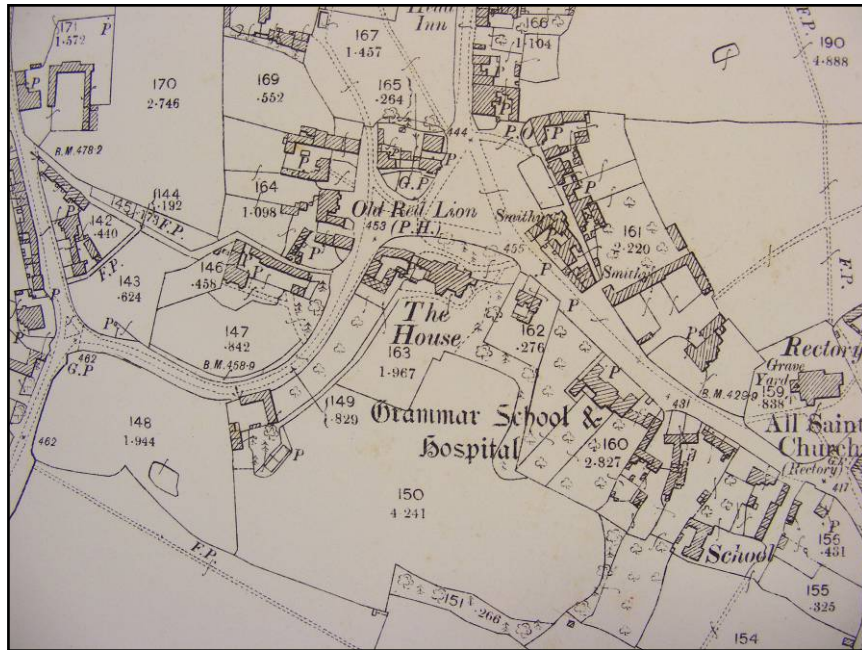 171
1·572
P
170
2·746
169
·552
167
1·457
Head
Inn
166
1·104
190
4·888
F.P.
165
·264
444
P.O
P
B.M.478·2
144
·192
145
·173
F.P.
164
1·098
G.P
Old Red Lion
(P.H.)
453
Smithy
455
161
2·220
Smithy
142
·440
F.P.
143
·624
146
·458
P
147
·842
B.M.458·9
462
G.P
462
148
1·944
149
·829
The
House
163
1·967
162
·276
P
Rectory
Grave
Yard
159
·838
B.M.429·9
431
All Saint
Church
(Rectory)
417
Grammar School &
Hospital
160
2·827
150
4·241
F.P.
F.P.
School
156
·431
155
·325
151
·266
154